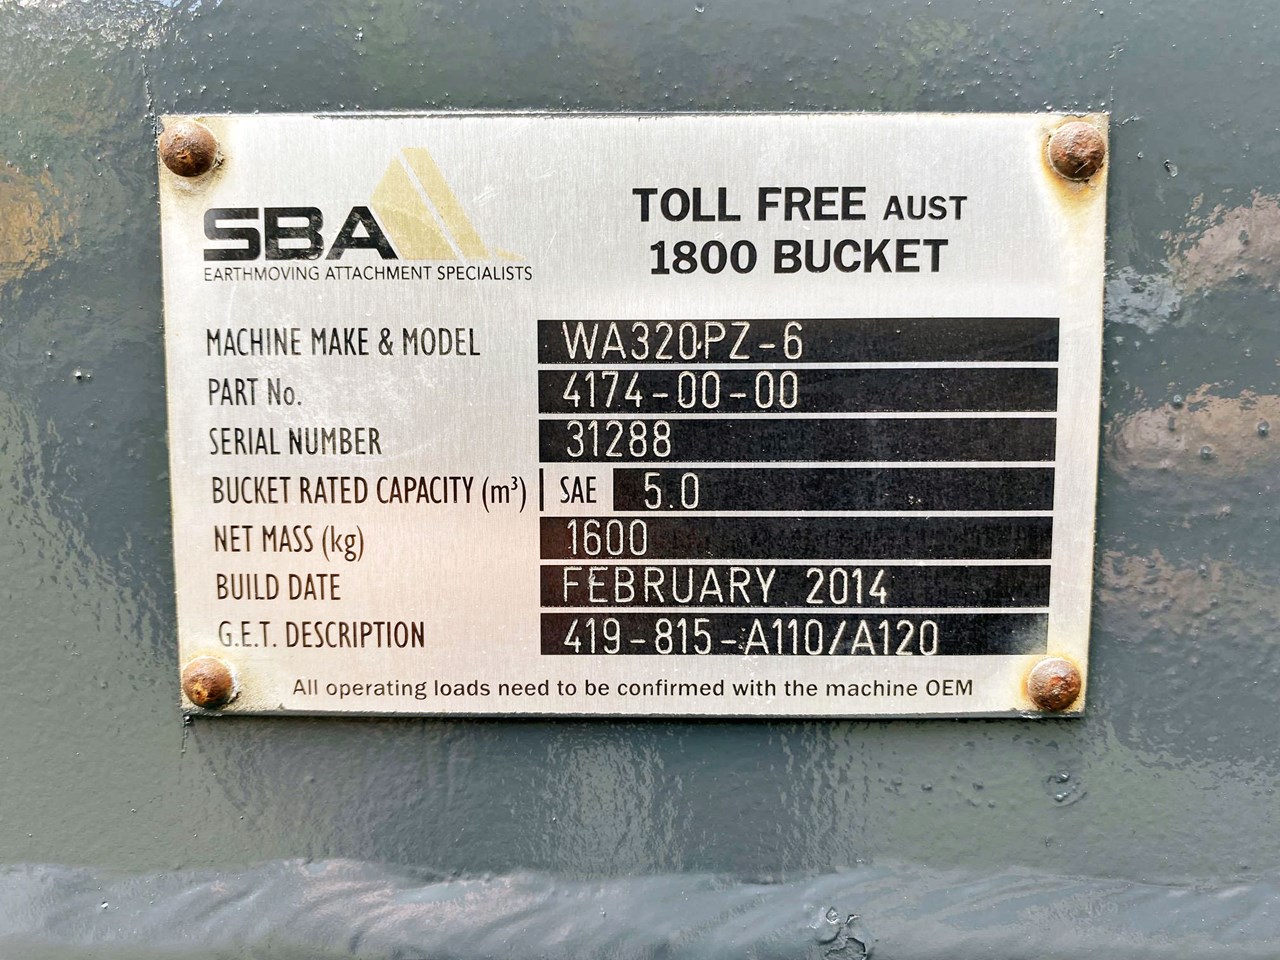 SBA
EARTHMOVING ATTACHMENT SPECIALISTS
TOLL FREE AUST
1800 BUCKET
MACHINE MAKE & MODEL WA320PZ-6
PART No. 4174-00-00
SERIAL NUMBER 31288
BUCKET RATED CAPACITY (m³) SAE 5.0
NET MASS (kg) 1600
BUILD DATE FEBRUARY 2014
G.E.T. DESCRIPTION 419-815-A110/A120
All operating loads need to be confirmed with the machine OEM